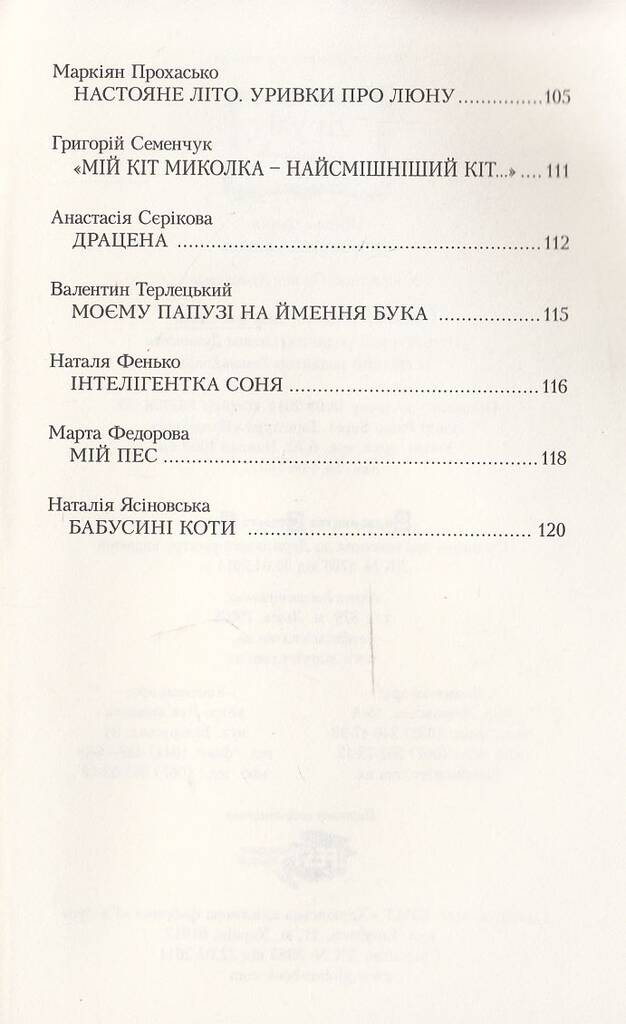 Маркіян Прохасько
НАСТОЯНЕ ЛІТО. УРИВКИ ПРО ЛЮНУ..............105
Григорій Семенчук
«МІЙ КІТ МИКОЛКА – НАЙСМІШНІШИЙ КІТ...» .... 111
Анастасія Сєрікова
ДРАЦЕНА ............................................................112
Валентин Терлецький
МОЄМУ ПАПУЗІ НА ЙМЕННЯ БУКА .................115
Наталя Фенько
ІНТЕЛІГЕНТКА СОНЯ .........................................116
Марта Федорова
МІЙ ПЕС .............................................................118
Наталія Ясіновська
БАБУСИНІ КОТИ ............................................... 120